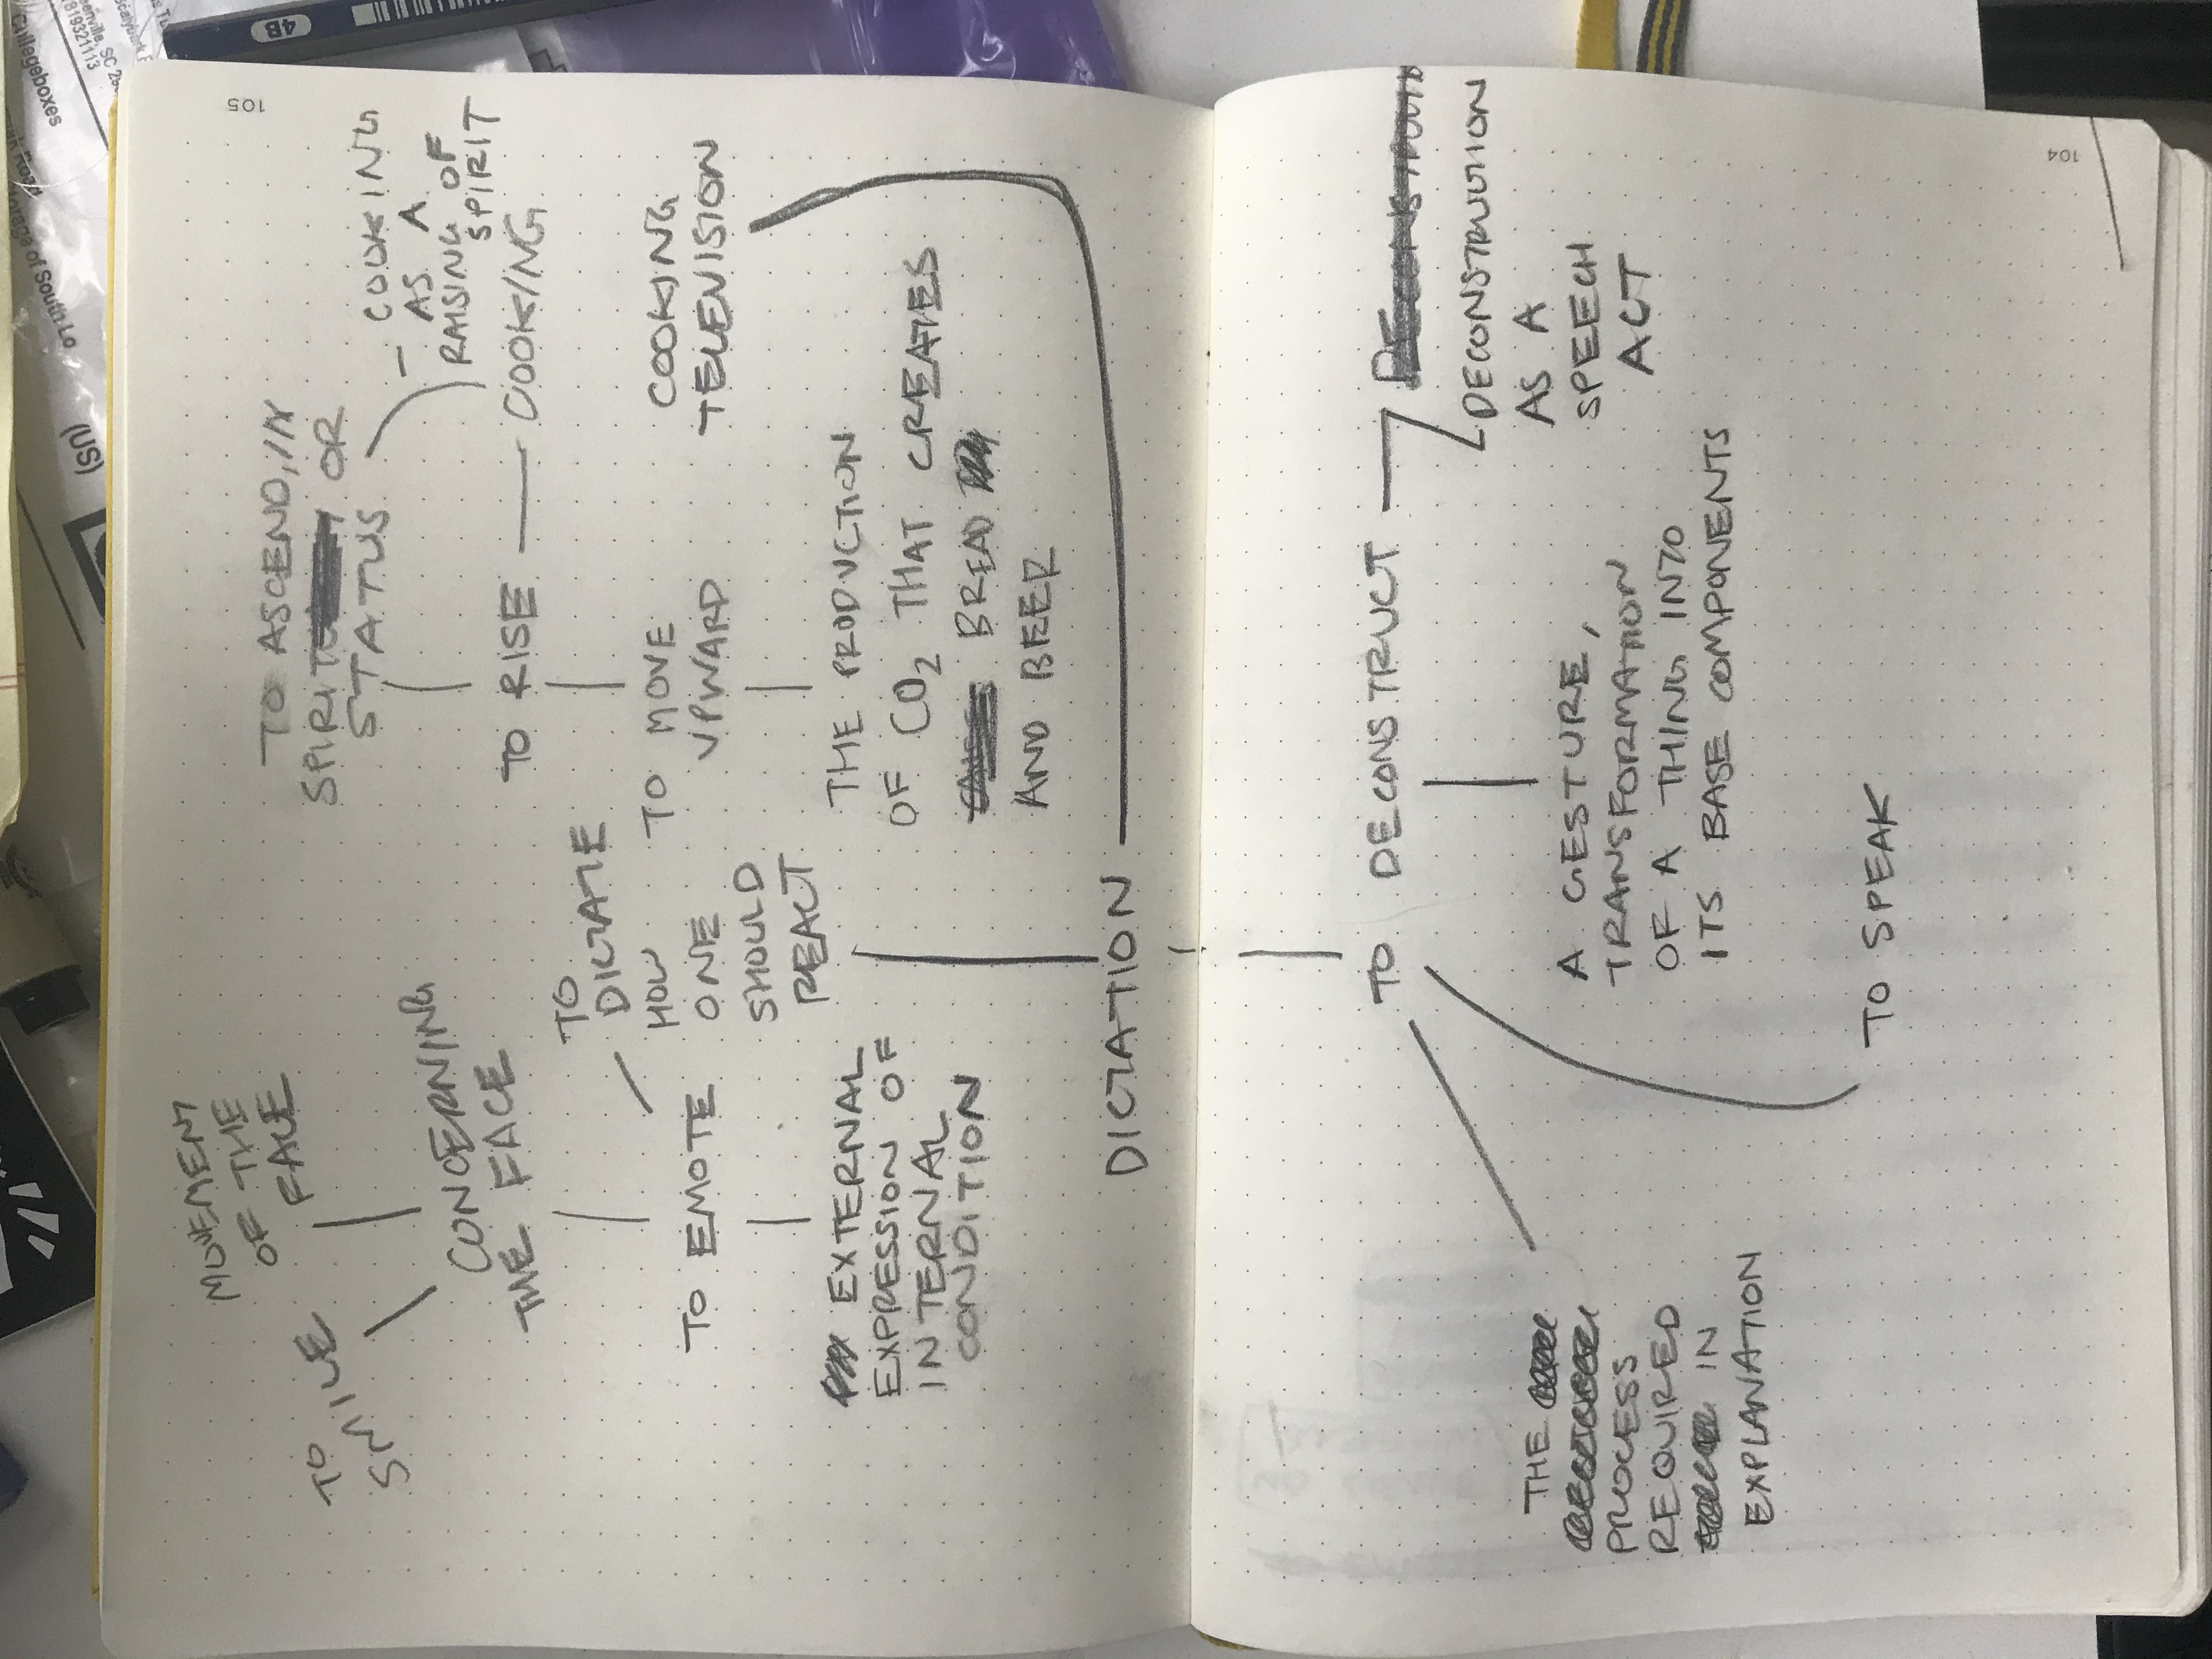 105
MOVEMENT
OF THE
FACE
TO
SMILE
CONCERNING
THE FACE
TO
DICTATE
HOW
ONE
SHOULD
REACT
TO EMOTE
EXTERNAL
EXPRESSION OF
INTERNAL
CONDITION
TO ASCEND, IN
SPIRIT OR
STATUS
– COOKING
AS A
RAISING OF
SPIRIT
TO RISE — COOKING
TO MOVE
UPWARD
COOKING
TELEVISION
THE PRODUCTION
OF CO2 THAT CREATES
BREAD
AND BEER
DICTATION
TO DECONSTRUCT
DECONSTRUCTION
AS A
SPEECH
ACT
A GESTURE,
TRANSFORMATION
OF A THING INTO
ITS BASE COMPONENTS
TO SPEAK
THE
PROCESS
REQUIRED
IN
EXPLANATION
104
4B
Collegeboxes
(US)